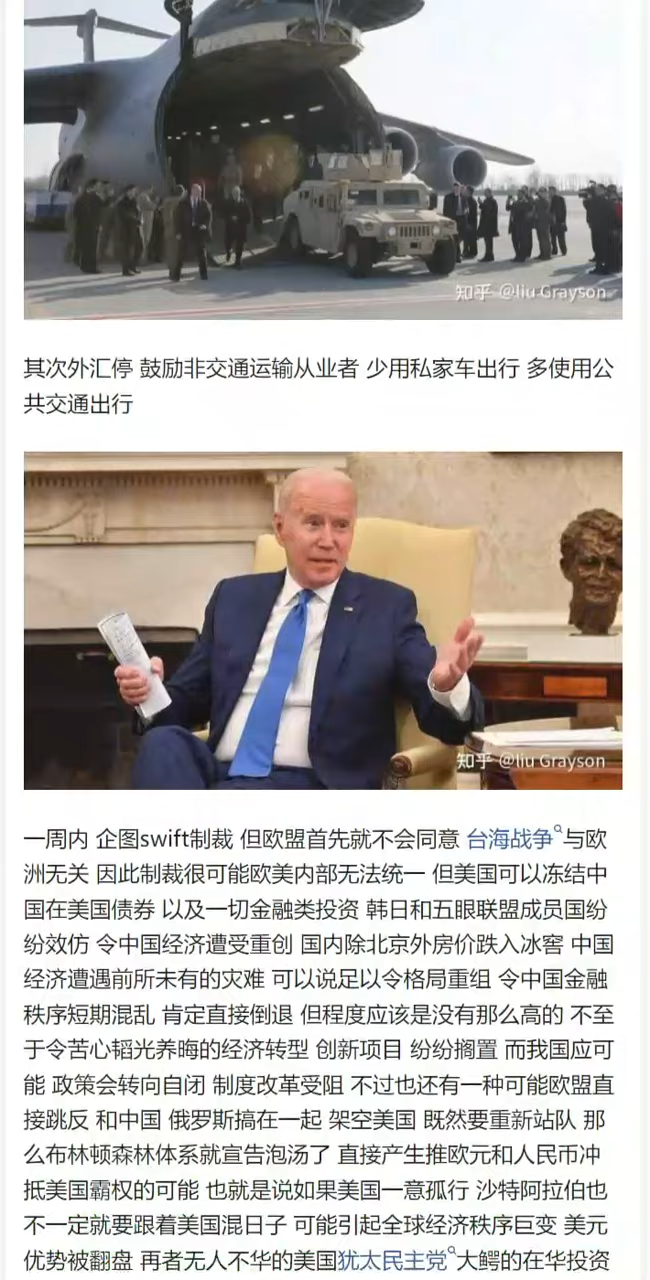 知乎 @liu Grayson
其次外汇停 鼓励非交通运输从业者 少用私家车出行 多使用公
共交通出行
知乎 @liu Grayson
一周内 企图swift制裁 但欧盟首先就不会同意 台海战争与欧
洲无关 因此制裁很可能欧美内部无法统一 但美国可以冻结中
国在美国债券 以及一切金融类投资 韩日和五眼联盟成员国纷
纷效仿 令中国经济遭受重创 国内除北京外房价跌入冰窖 中国
经济遭遇前所未有的灾难 可以说足以令格局重组 令中国金融
秩序短期混乱 肯定直接倒退 但程度应该是没有那么高的 不至
于令苦心韬光养晦的经济转型 创新项目 纷纷搁置 而我国应可
能 政策会转向自闭 制度改革受阻 不过也还有一种可能欧盟直
接跳反 和中国 俄罗斯搞在一起 架空美国 既然要重新站队 那
么布林顿森林体系就宣告泡汤了 直接产生推欧元和人民币冲
抵美国霸权的可能 也就是说如果美国一意孤行 沙特阿拉伯也
不一定就要跟着美国混日子 可能引起全球经济秩序巨变 美元
优势被翻盘 再者无人不华的美国犹太民主党大鳄的在华投资